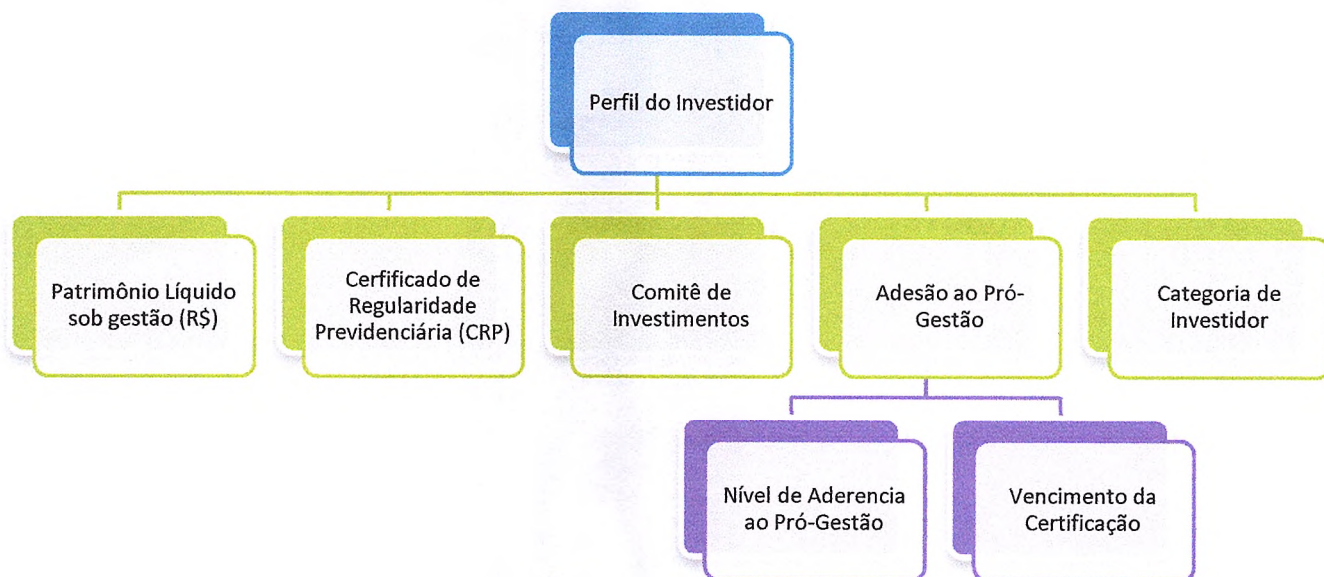 Perfil do Investidor
Patrimônio Líquido
sob gestão (R$)
Cerfificado de
Regularidade
Previdenciária (CRP)
Comitê de
Investimentos
Adesão ao Pró-
Gestão
Categoria de
Investidor
Nível de Aderencia
ao Pró-Gestão
Vencimento da
Certificação